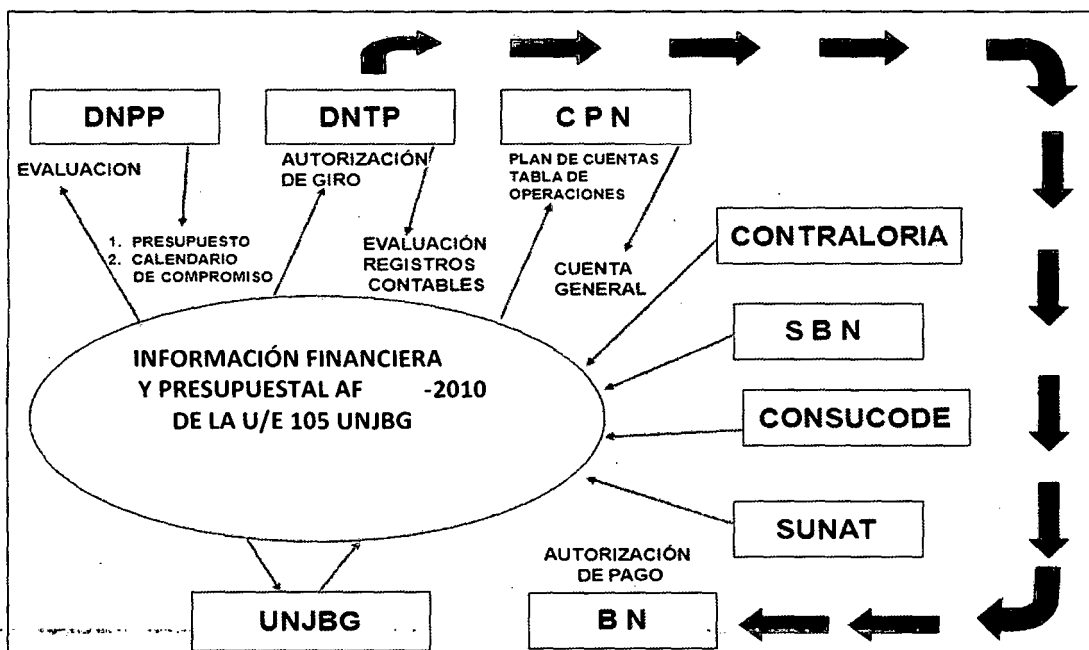 DNPP
DNTP
C P N
EVALUACION
1. PRESUPUESTO
2. CALENDARIO
DE COMPROMISO
AUTORIZACIÓN
DE GIRO
EVALUACIÓN
REGISTROS
CONTABLES
PLAN DE CUENTAS
TABLA DE
OPERACIONES
CUENTA
GENERAL
CONTRALORIA
S B N
CONSUCODE
SUNAT
INFORMACIÓN FINANCIERA
Y PRESUPUESTAL AF -2010
DE LA U/E 105 UNJBG
AUTORIZACIÓN
DE PAGO
UNJBG
B N